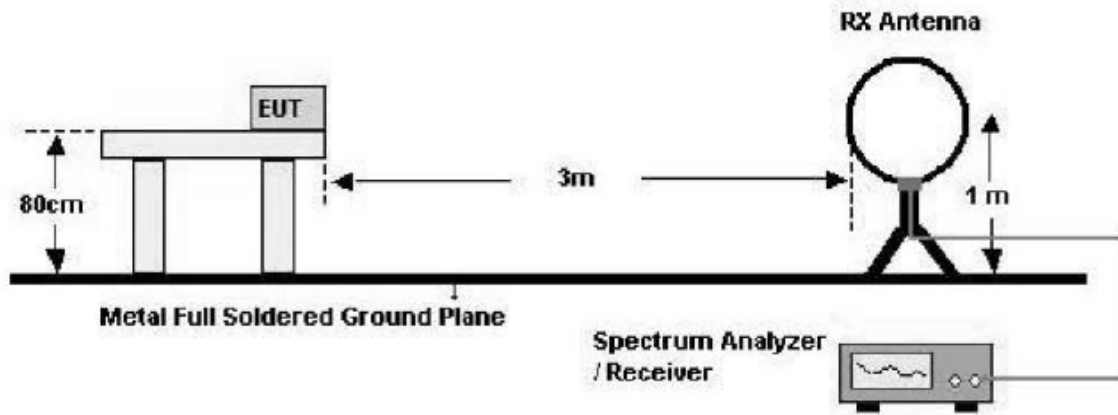 RX Antenna
EUT
80cm
3m
1 m
Metal Full Soldered Ground Plane
Spectrum Analyzer
/ Receiver